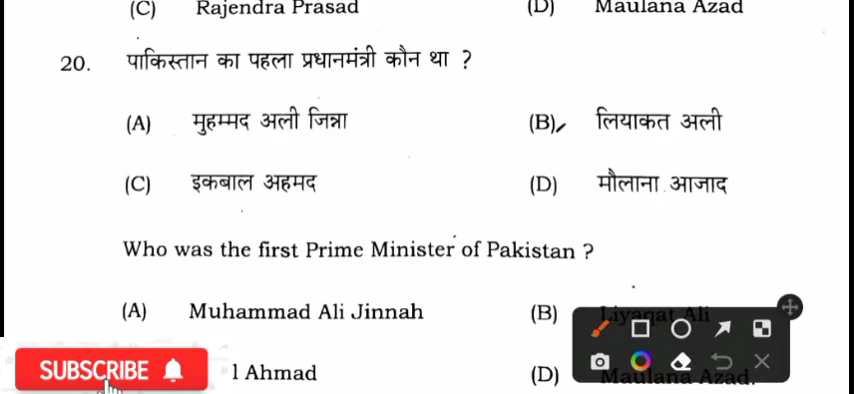 (C) Rajendra Prasad (D) Maulana Azad
20. पाकिस्तान का पहला प्रधानमंत्री कौन था ?
(A) मुहम्मद अली जिन्ना (B) लियाकत अली
(C) इकबाल अहमद (D) मौलाना आजाद
Who was the first Prime Minister of Pakistan ?
(A) Muhammad Ali Jinnah (B) Liyaqat Ali
l Ahmad (D) Maulana Azad.
SUBSCRIBE